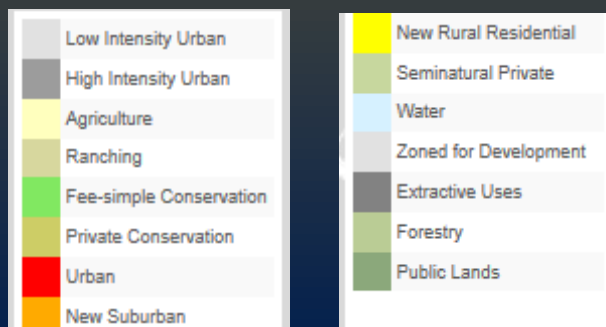 Low Intensity Urban
High Intensity Urban
Agriculture
Ranching
Fee-simple Conservation
Private Conservation
Urban
New Suburban
New Rural Residential
Seminatural Private
Water
Zoned for Development
Extractive Uses
Forestry
Public Lands